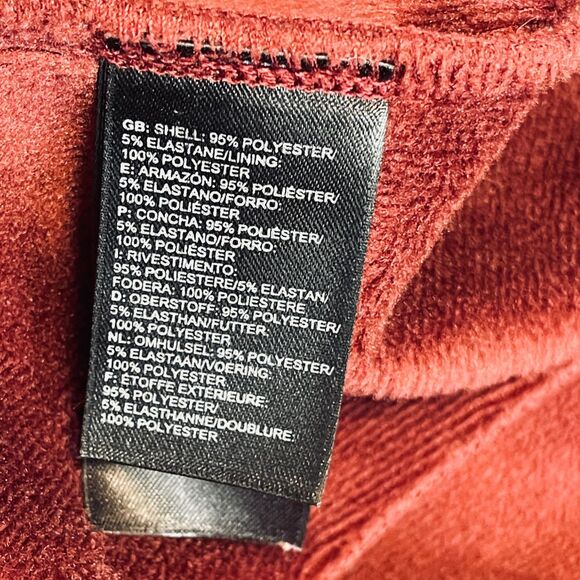 GB: SHELL: 95% POLYESTER/
5% ELASTANE/LINING:
100% POLYESTER
E: ARMAZÓN: 95% POLIÉSTER/
5% ELASTANO/FORRO:
100% POLIÉSTER
P: CONCHA: 95% POLIÉSTER/
5% ELASTANO/FORRO:
100% POLIÉSTER
I: RIVESTIMENTO:
95% POLIESTERE/5% ELASTAN/
FODERA: 100% POLIESTERE
D: OBERSTOFF: 95% POLYESTER/
5% ELASTHAN/FUTTER:
100% POLYESTER
NL: OMHULSEL: 95% POLYESTER/
5% ELASTAAN/VOERING:
100% POLYESTER
F: ÉTOFFE EXTÉRIEURE:
95% POLYESTER/
5% ELASTHANNE/DOUBLURE:
100% POLYESTER